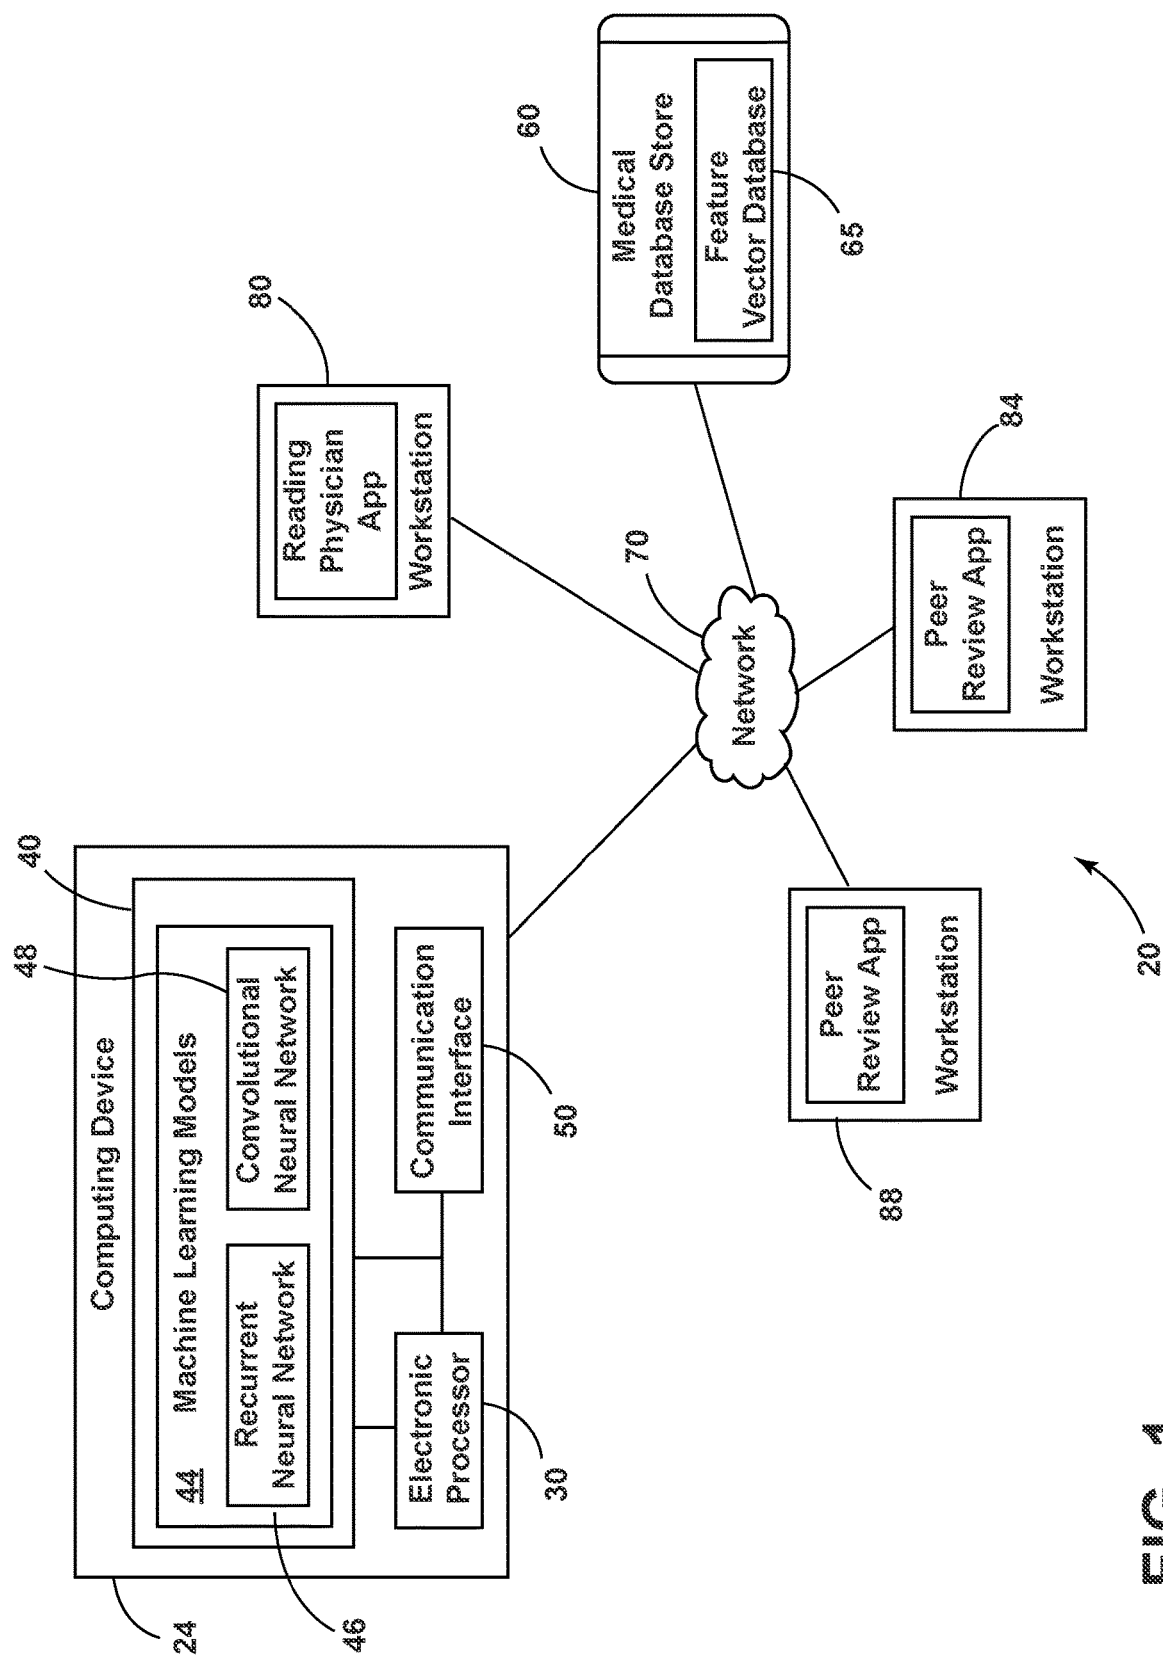 24
Computing Device
40
48
44
Machine Learning Models
46
Recurrent
Neural Network
Convolutional
Neural Network
Electronic
Processor
30
Communication
Interface
50
80
Reading
Physician
App
Workstation
60
Medical
Database Store
Feature
Vector Database
65
70
Network
88
Peer
Review App
Workstation
84
Peer
Review App
Workstation
20
FIG. 1